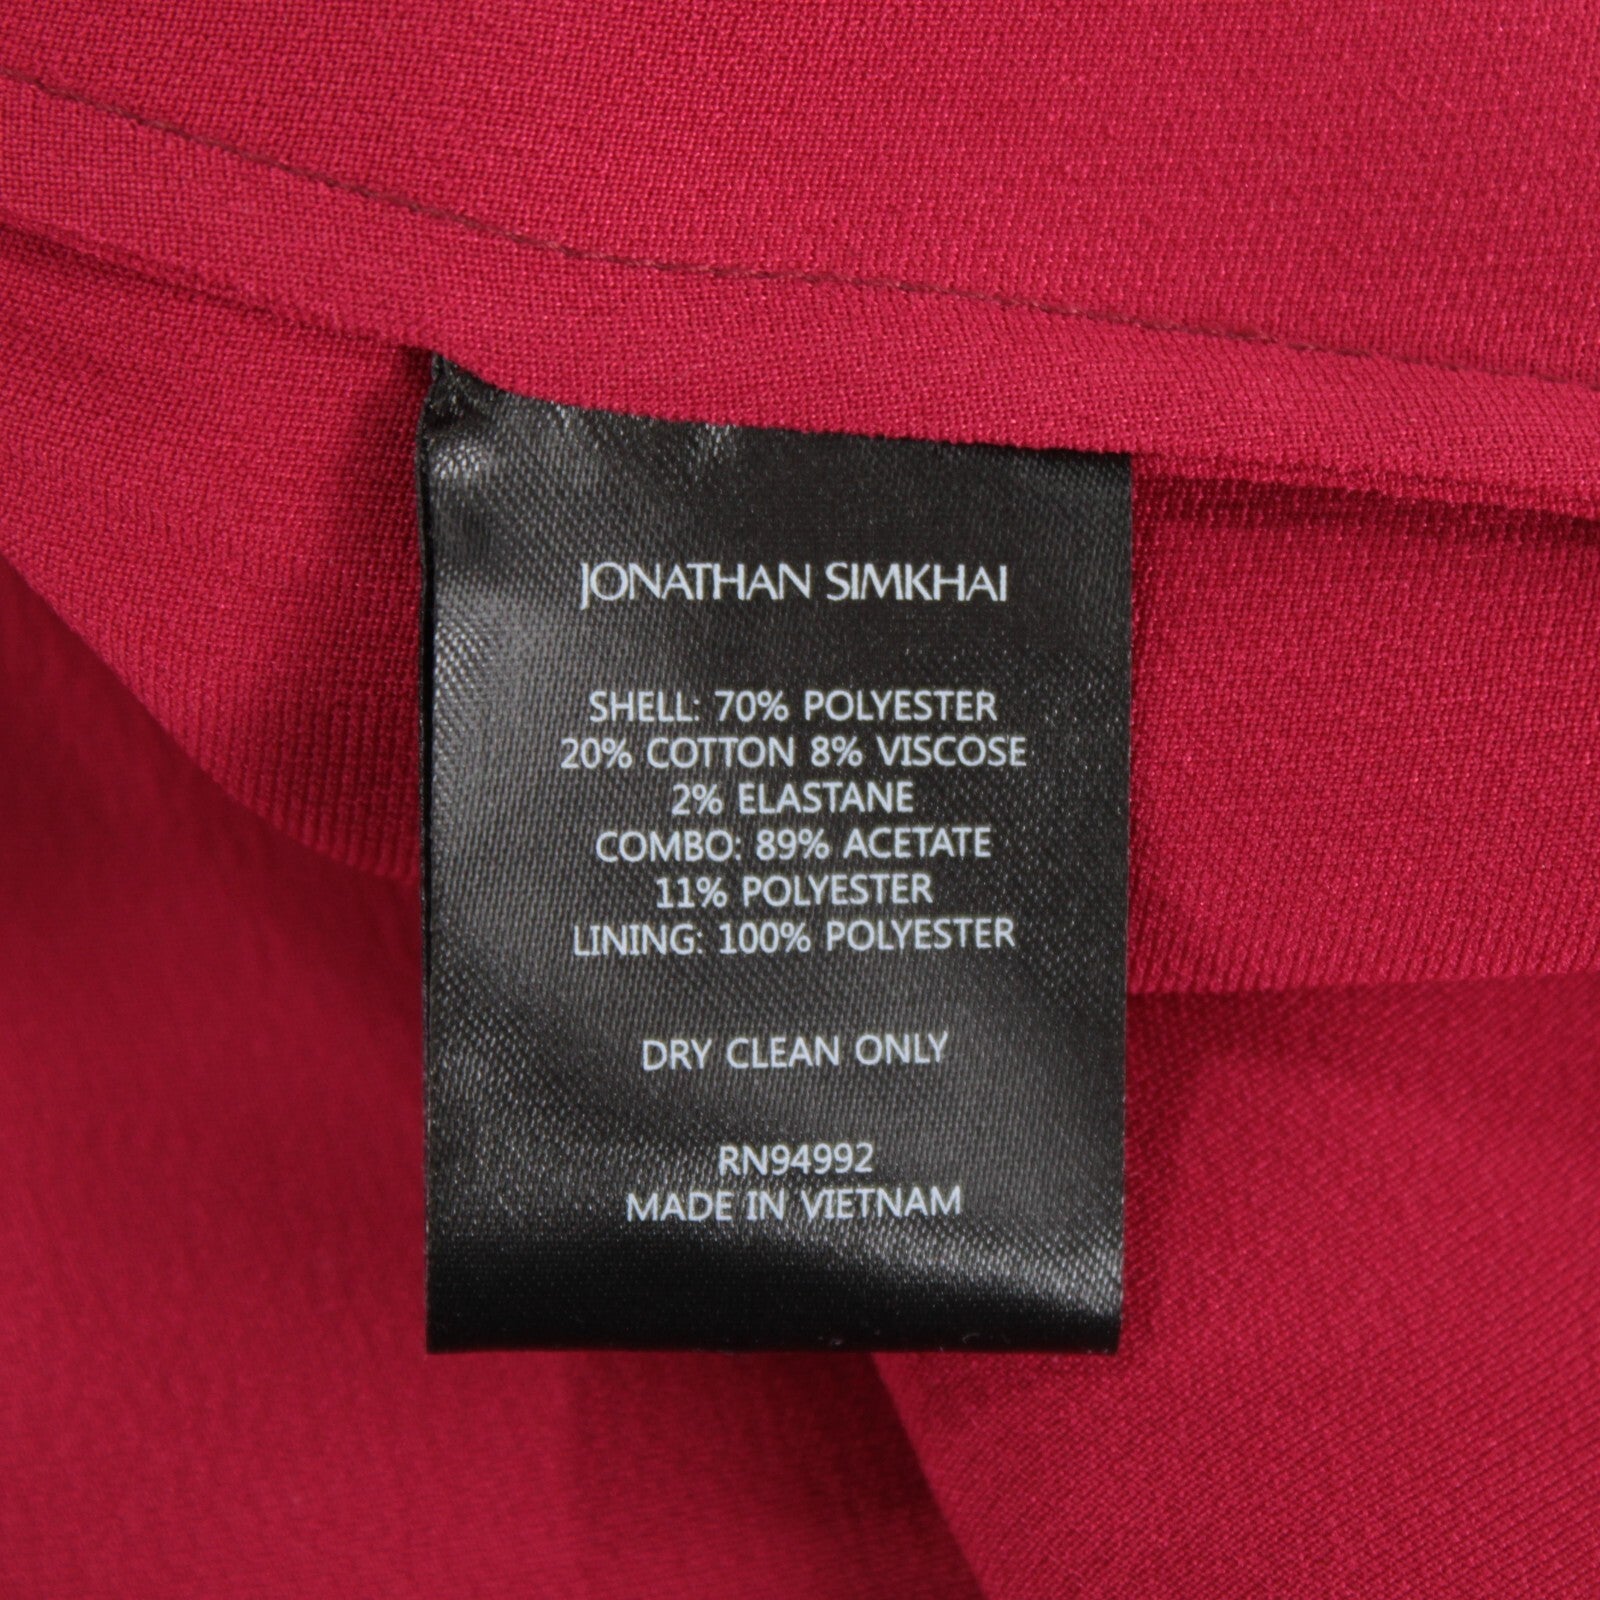 JONATHAN SIMKHAI
SHELL: 70% POLYESTER
20% COTTON 8% VISCOSE
2% ELASTANE
COMBO: 89% ACETATE
11% POLYESTER
LINING: 100% POLYESTER
DRY CLEAN ONLY
RN94992
MADE IN VIETNAM